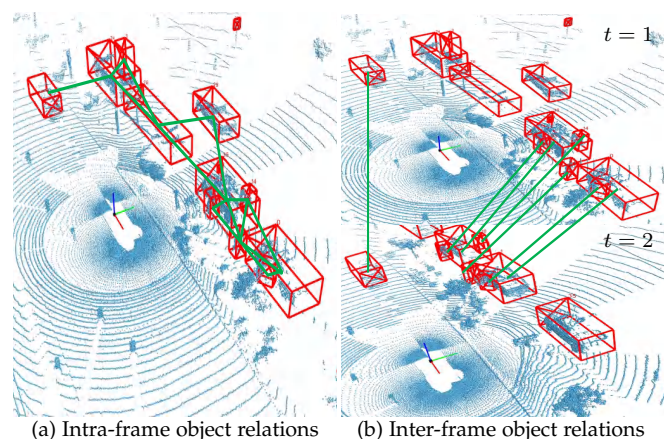 t = 1
t = 2
(a) Intra-frame object relations
(b) Inter-frame object relations